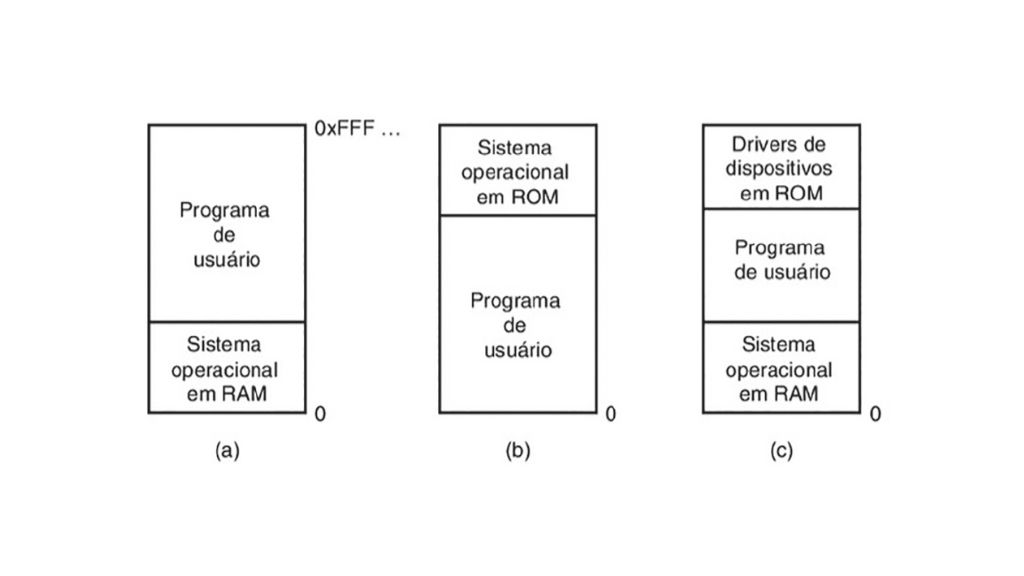 0xFFF ...
Programa
de
usuário
Sistema
operacional
em RAM
0
(a)
Sistema
operacional
em ROM
Programa
de
usuário
0
(b)
Drivers de
dispositivos
em ROM
Programa
de usuário
Sistema
operacional
em RAM
0
(c)